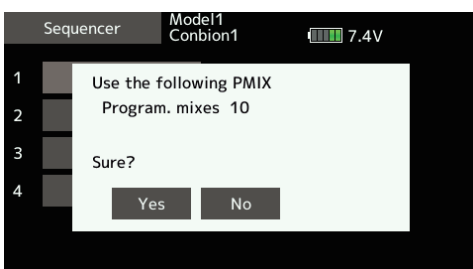 Sequencer
Model1
Conbion1
7.4V
1
Use the following PMIX
Program. mixes 10
2
3
Sure?
4
Yes No